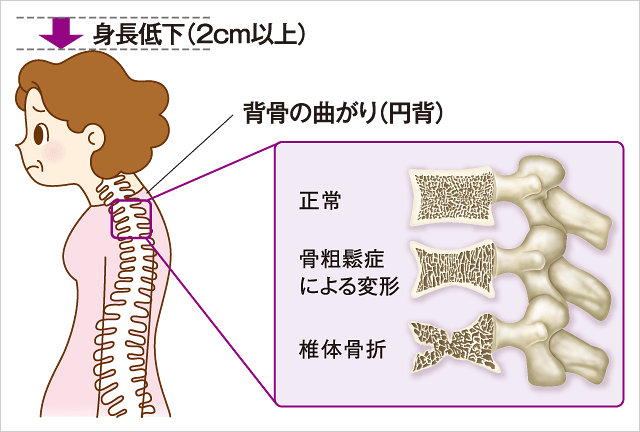 身長低下（2cm以上）
背骨の曲がり（円背）
正常
骨粗鬆症
による変形
椎体骨折